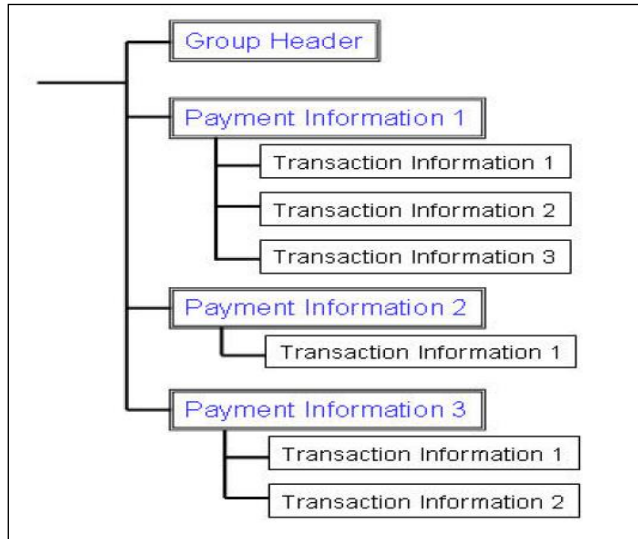 Group Header
Payment Information 1
Transaction Information 1
Transaction Information 2
Transaction Information 3
Payment Information 2
Transaction Information 1
Payment Information 3
Transaction Information 1
Transaction Information 2